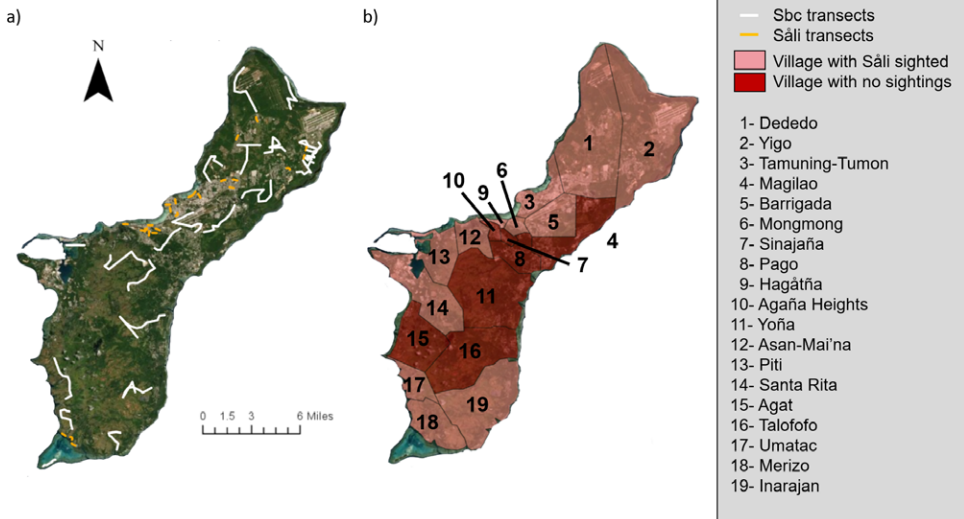 a)
N
0 1.5 3 6 Miles
b)
1
2
3
4
5
6
7
8
9
10
11
12
13
14
15
16
17
18
19
Sbc transects
Såli transects
Village with Såli sighted
Village with no sightings
1- Dededo
2- Yigo
3- Tamuning-Tumon
4- Magilao
5- Barrigada
6- Mongmong
7- Sinajaña
8- Pago
9- Hagåtña
10- Agaña Heights
11- Yoña
12- Asan-Mai'na
13- Piti
14- Santa Rita
15- Agat
16- Talofofo
17- Umatac
18- Merizo
19- Inarajan